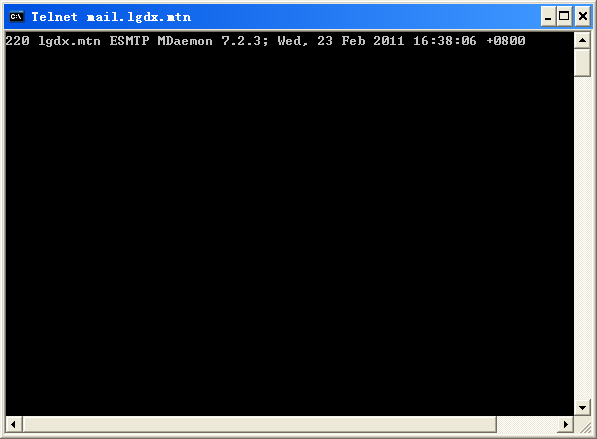 Telnet mail.lgdx.mtn
220 lgdx.mtn ESMTP MDaemon 7.2.3; Wed, 23 Feb 2011 16:38:06 +0800